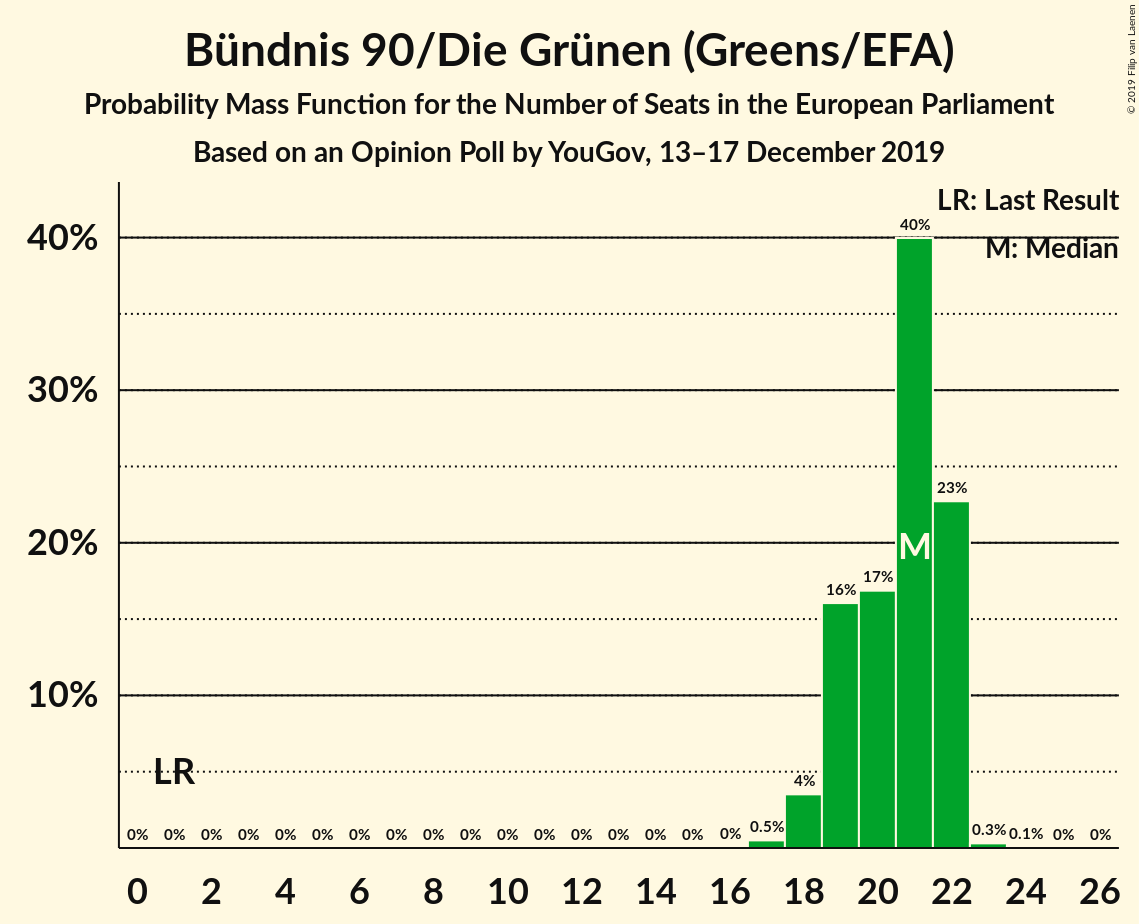 Bündnis 90/Die Grünen (Greens/EFA)
Probability Mass Function for the Number of Seats in the European Parliament
Based on an Opinion Poll by YouGov, 13–17 December 2019
© 2019 Filip van Laenen
LR: Last Result
M: Median
40%
30%
20%
10%
40%
23%
M
17%
16%
LR
4%
0% 0% 0% 0% 0% 0% 0% 0% 0% 0% 0% 0% 0% 0% 0% 0% 0% 0.5% 0.3% 0.1% 0% 0%
0 2 4 6 8 10 12 14 16 18 20 22 24 26